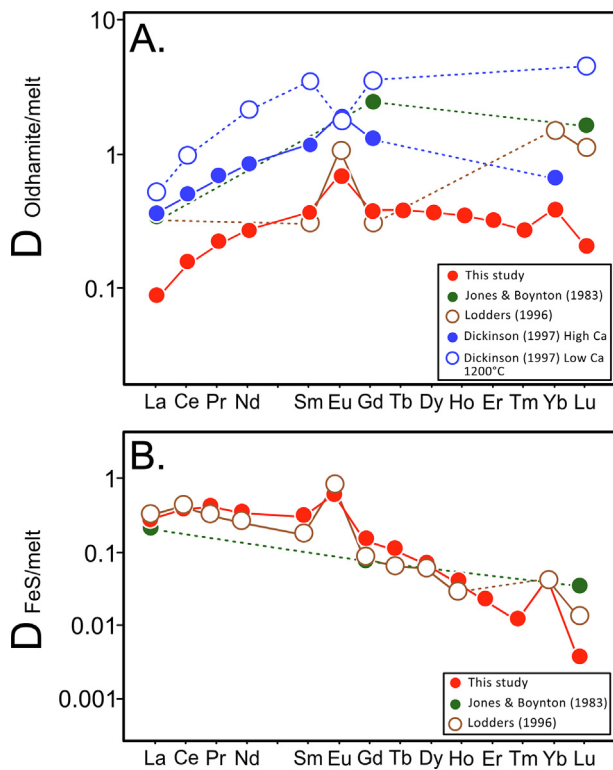 A.
10
1
0.1
D Oldhamite/melt
This study
Jones & Boynton (1983)
Lodders (1996)
Dickinson (1997) High Ca
Dickinson (1997) Low Ca
1200°C
La Ce Pr Nd Sm Eu Gd Tb Dy Ho Er Tm Yb Lu
B.
1
0.1
0.01
0.001
D FeS/melt
This study
Jones & Boynton (1983)
Lodders (1996)
La Ce Pr Nd Sm Eu Gd Tb Dy Ho Er Tm Yb Lu